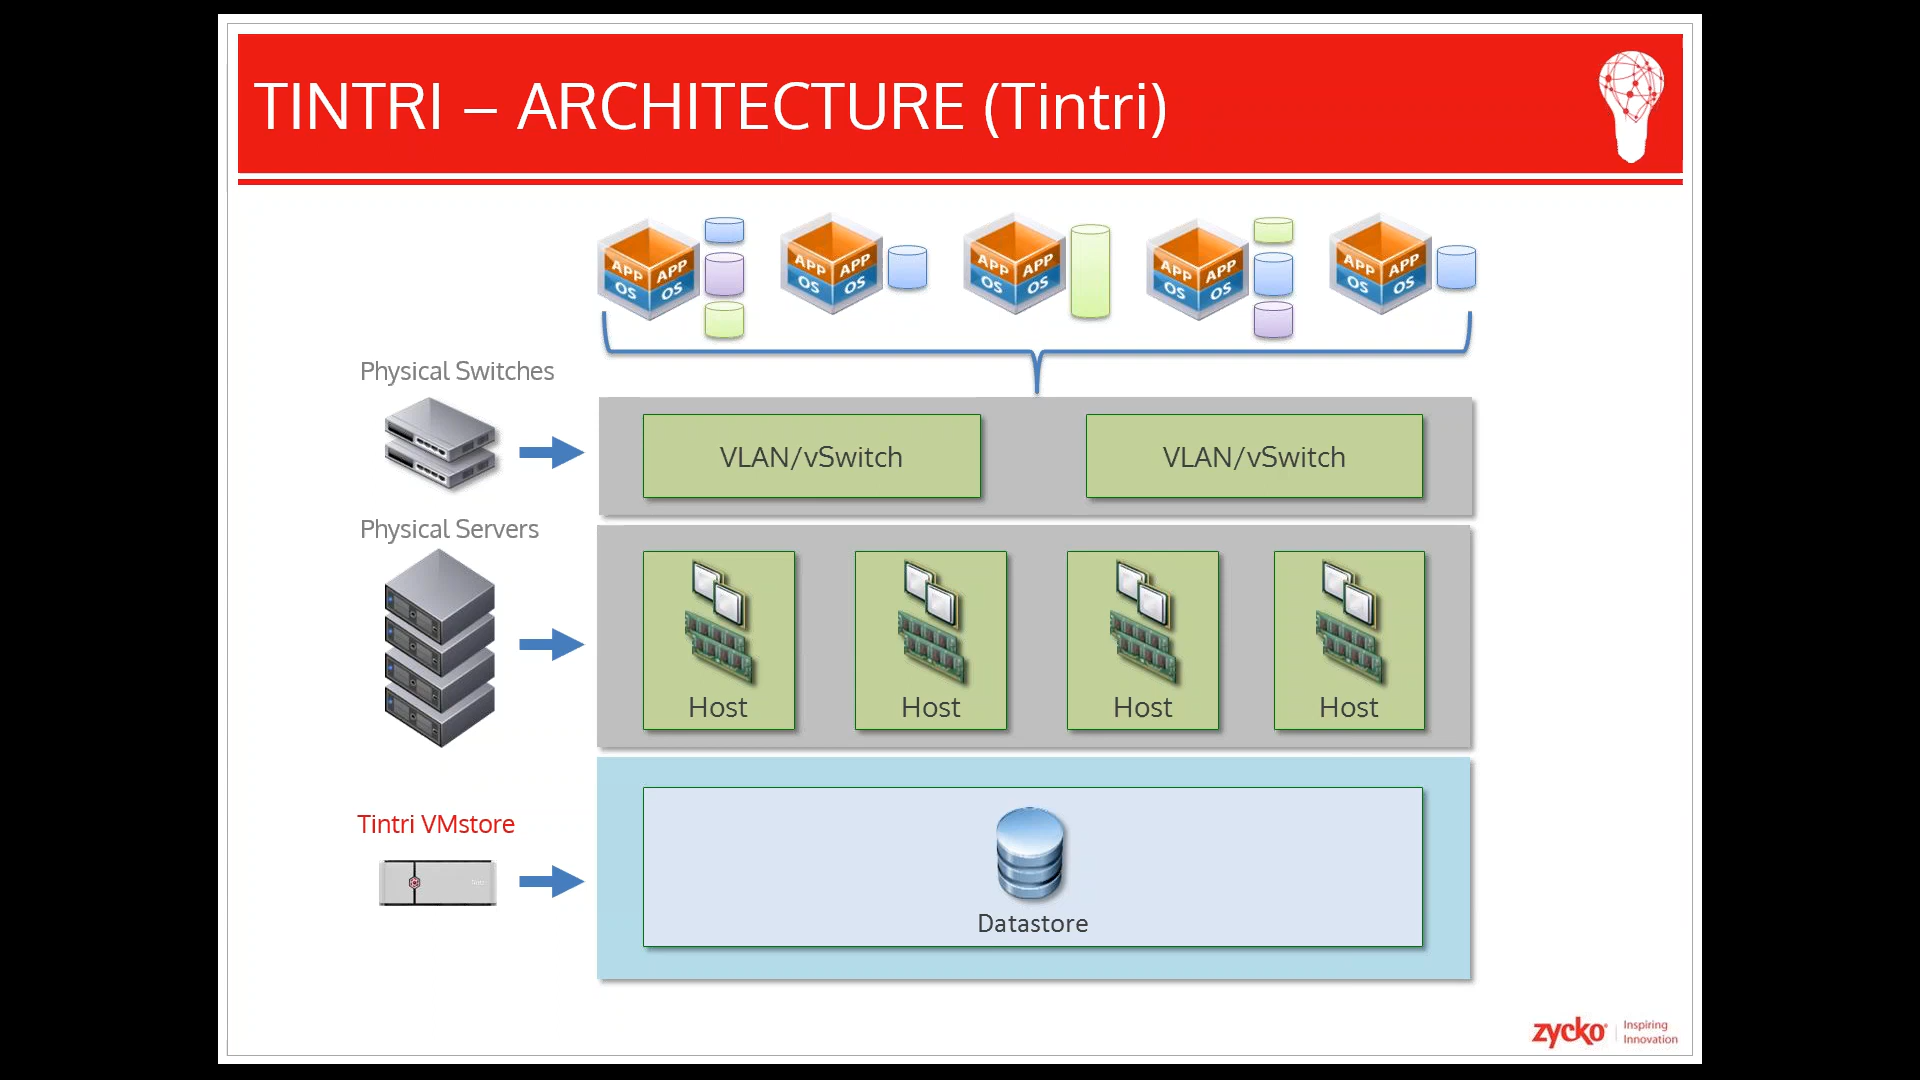 TINTRI – ARCHITECTURE (Tintri)
APP APP
OS OS
APP APP
OS OS
APP APP
OS OS
APP APP
OS OS
APP APP
OS OS
Physical Switches
VLAN/vSwitch
VLAN/vSwitch
Physical Servers
Host
Host
Host
Host
Tintri VMstore
Datastore
zycko
Inspiring
Innovation